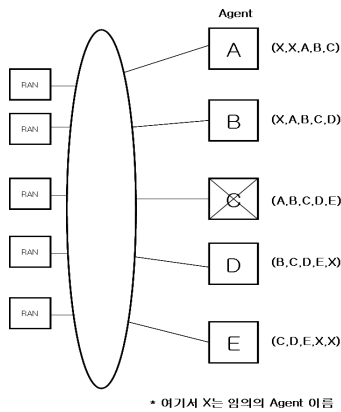 Agent
A (X,X,A,B,C)
RAN
B (X,A,B,C,D)
RAN
C (A,B,C,D,E)
RAN
D (B,C,D,E,X)
RAN
E (C,D,E,X,X)
RAN
* 여기서 X는 임의의 Agent 이름